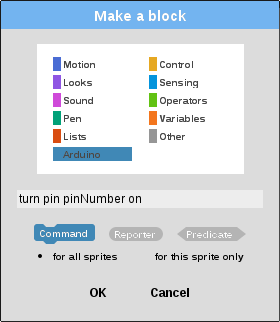 Make a block
Motion Control
Looks Sensing
Sound Operators
Pen Variables
Lists Other
Arduino
turn pin pinNumber on
Command Reporter Predicate
for all sprites for this sprite only
OK Cancel